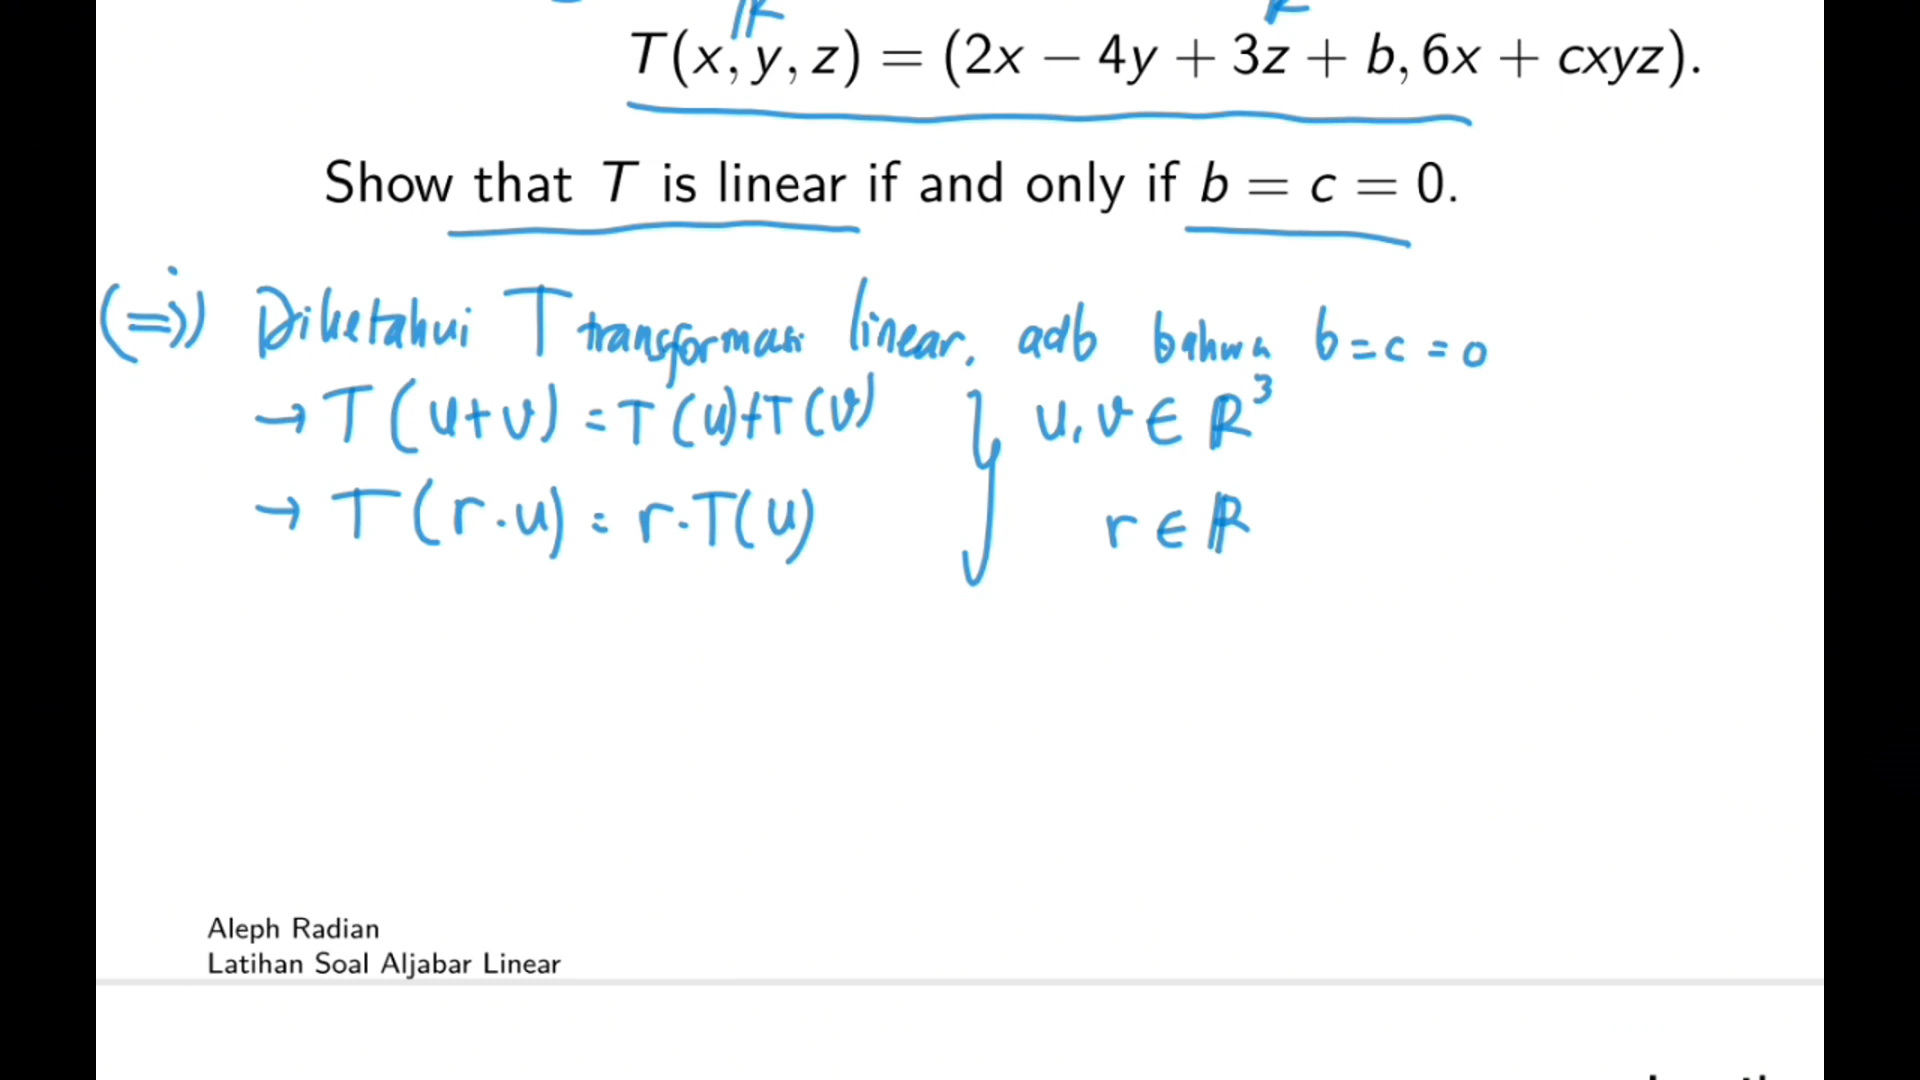 T(x, y, z) = (2x − 4y + 3z + b, 6x + cxyz).
Show that T is linear if and only if b = c = 0.
(⇒) Diketahui T transformasi linear. adb bahwa b = c = 0
→ T(u+v) = T(u)+T(v) } u, v ∈ ℝ³
→ T(r·u) = r·T(u) r ∈ ℝ
Aleph Radian
Latihan Soal Aljabar Linear